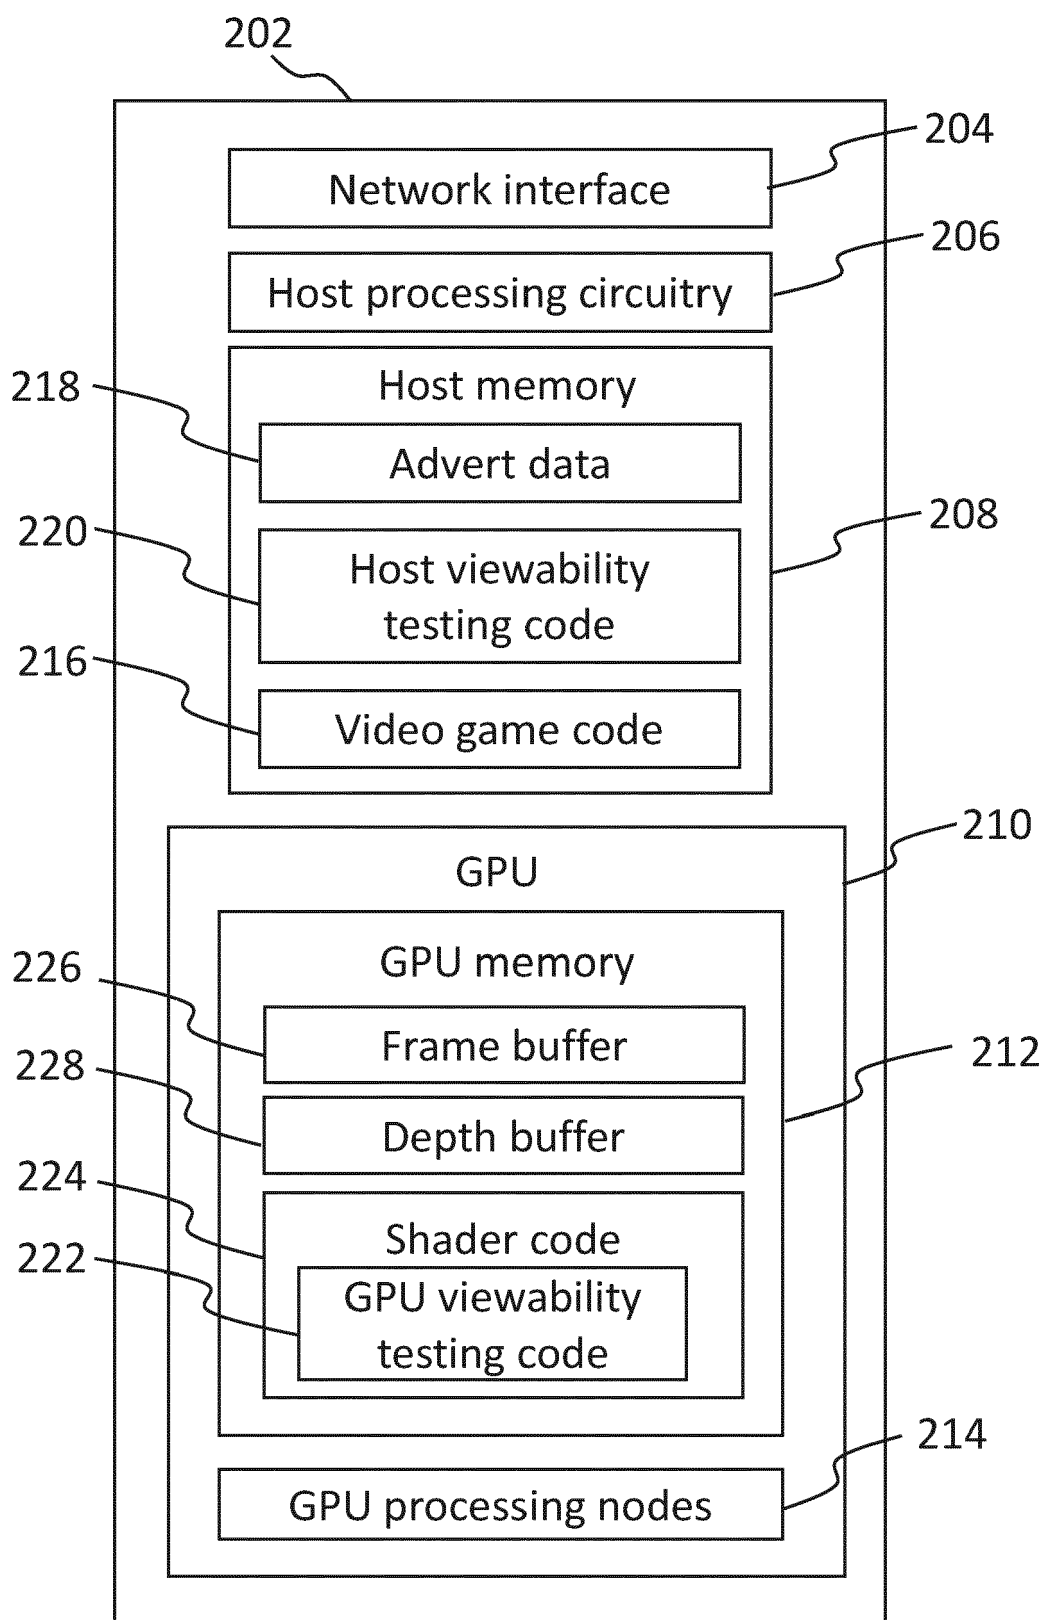 202
204
Network interface
206
Host processing circuitry
218
Host memory
Advert data
220
208
Host viewability
testing code
216
Video game code
210
GPU
226
GPU memory
Frame buffer
212
228
Depth buffer
224
Shader code
222
GPU viewability
testing code
214
GPU processing nodes